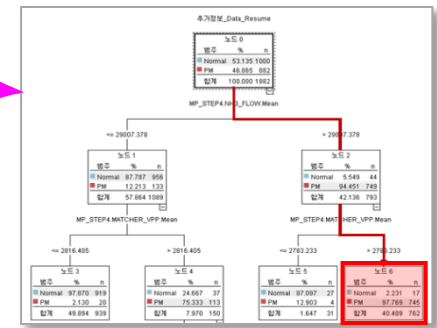 추가정보_Data_Resume
노드 0
범주 % n
Normal 53.135 1000
PM 46.865 882
합계 100.000 1882
MP_STEP4.NH3_FLOW.Mean
<= 29007.378 > 29007.378
노드 1 노드 2
범주 % n 범주 % n
Normal 87.787 956 Normal 5.549 44
PM 12.213 133 PM 94.451 749
합계 57.864 1089 합계 42.136 793
MP_STEP4.MATCHER_VPP.Mean MP_STEP4.MATCHER_VPP.Mean
<= 2816.405 > 2816.405 <= 2783.233 > 2783.233
노드 3 노드 4 노드 5 노드 6
범주 % n 범주 % n 범주 % n 범주 % n
Normal 97.870 919 Normal 24.667 37 Normal 87.097 27 Normal 2.231 17
PM 2.130 20 PM 75.333 113 PM 12.903 4 PM 97.769 745
합계 49.894 939 합계 7.970 150 합계 1.647 31 합계 40.489 762